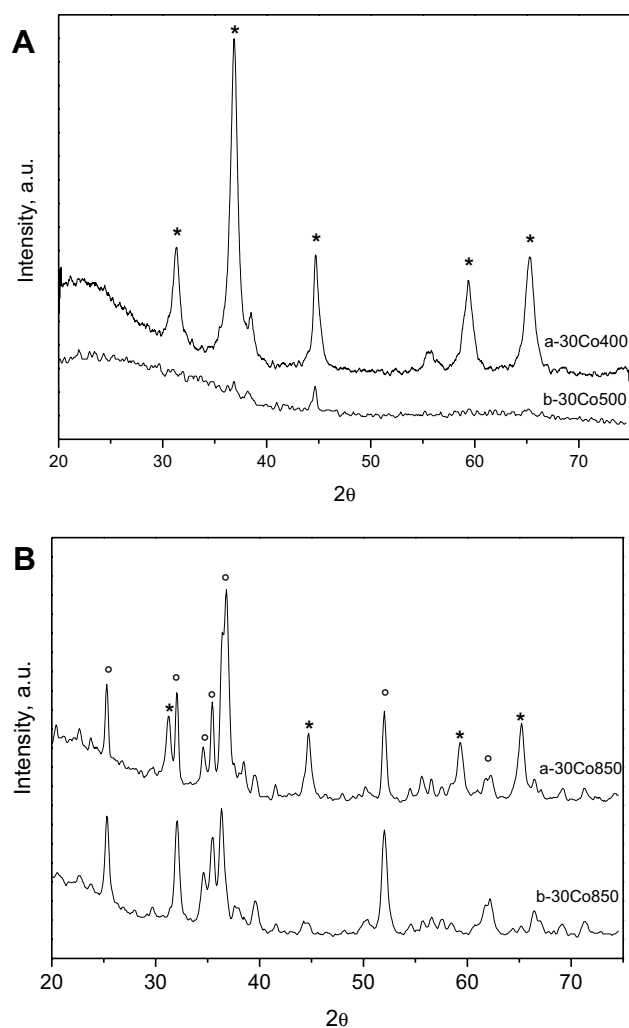 A
Intensity, a.u.
*
*
*
*
*
a-30Co400
b-30Co500
20 30 40 50 60 70
2θ
B
Intensity, a.u.
° * ° ° ° ° * ° * ° *
a-30Co850
b-30Co850
20 30 40 50 60 70
2θ